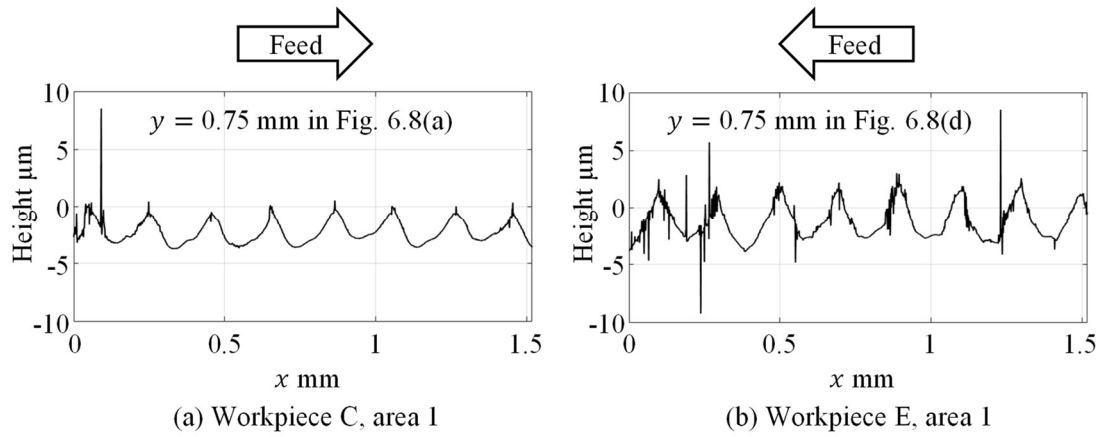 Feed
Feed
10
5
0
-5
-10
Height μm
y = 0.75 mm in Fig. 6.8(a)
0 0.5 1 1.5
x mm
(a) Workpiece C, area 1
10
5
0
-5
-10
Height μm
y = 0.75 mm in Fig. 6.8(d)
0 0.5 1 1.5
x mm
(b) Workpiece E, area 1